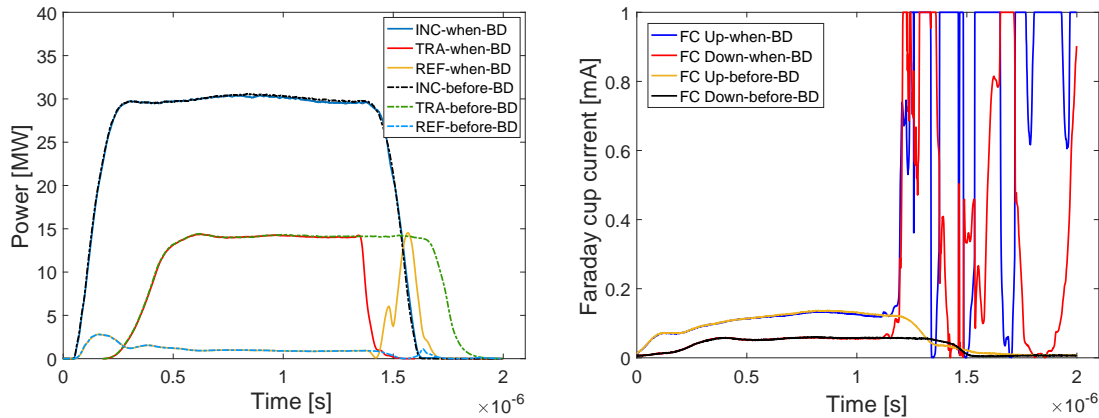 40
35
30
25
20
15
10
5
0
Power [MW]
INC-when-BD
TRA-when-BD
REF-when-BD
INC-before-BD
TRA-before-BD
REF-before-BD
0 0.5 1 1.5 2
Time [s]
×10⁻⁶
1
0.8
0.6
0.4
0.2
0
Faraday cup current [mA]
FC Up-when-BD
FC Down-when-BD
FC Up-before-BD
FC Down-before-BD
0 0.5 1 1.5 2
Time [s]
×10⁻⁶